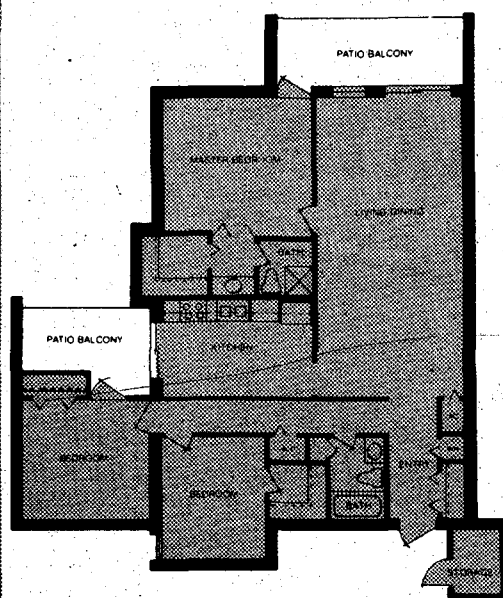 PATIO BALCONY
MASTER BEDROOM
LIVING DINING
BATH
PATIO BALCONY
KITCHEN
BEDROOM
BEDROOM
ENTRY
BATH
STORAGE